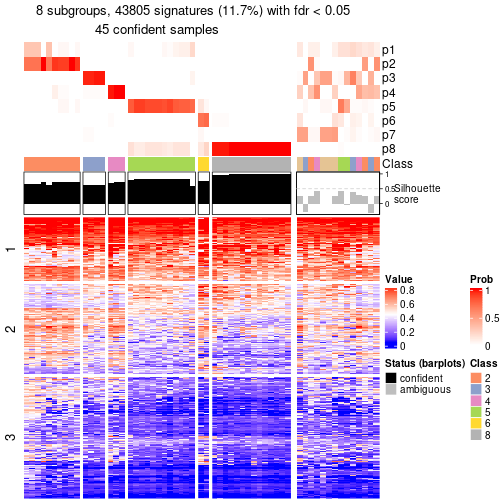 8 subgroups, 43805 signatures (11.7%) with fdr < 0.05
45 confident samples
p1
p2
p3
p4
p5
p6
p7
p8
Class
1
0.5
0
Silhouette
score
1
2
3
Value
0.8
0.6
0.4
0.2
0
Prob
1
0.5
0
Status (barplots)
confident
ambiguous
Class
2
3
4
5
6
8